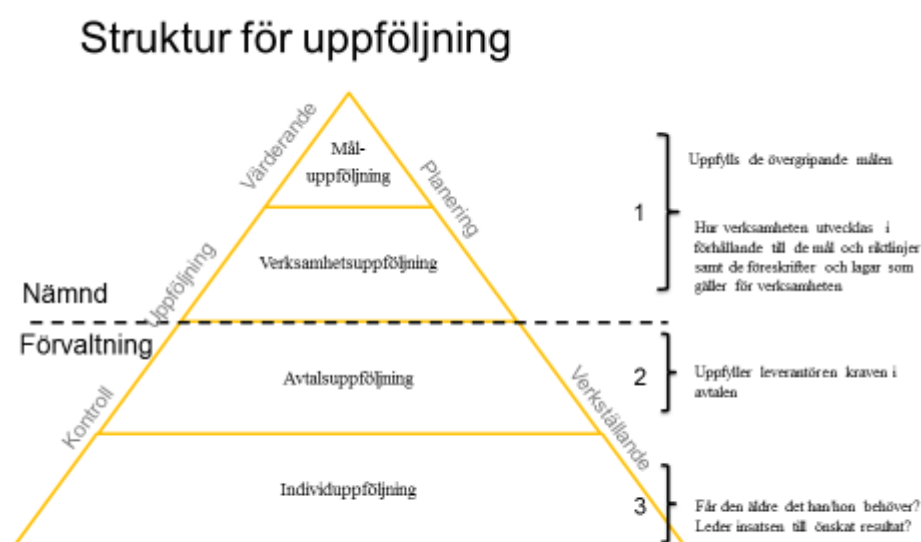 Struktur för uppföljning
Värderande
Mål-
uppföljning
Planering
1
Uppfylls de övergripande målen
Hur verksamheten utvecklas i
förhållande till de mål och riktlinjer
samt de föreskrifter och lagar som
gäller för verksamheten
Uppföljning
Verksamhetsuppföljning
Nämnd
Förvaltning
Kontroll
Avtalsuppföljning
Verkställande
2
Uppfyller leverantören kraven i
avtalen
Individuppföljning
3
Får den äldre det han/hon behöver?
Leder insatsen till önskat resultat?